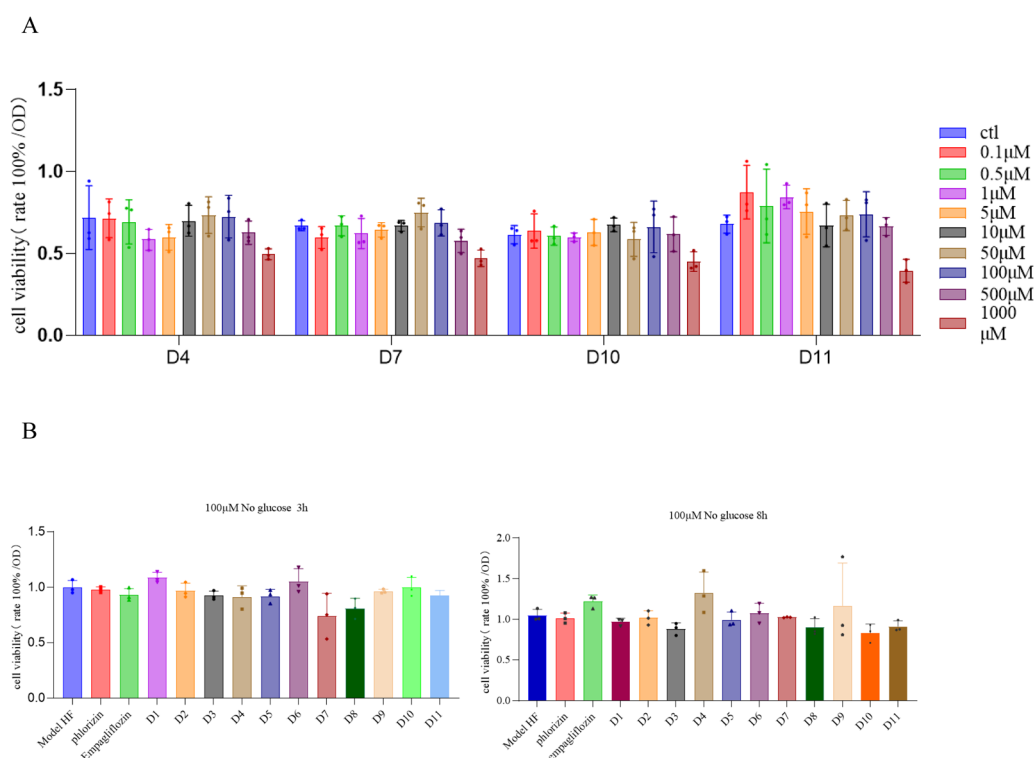 A
cell viability( rate 100% /OD)
1.5
1.0
0.5
0.0
D4 D7 D10 D11
ctl
0.1μM
0.5μM
1μM
5μM
10μM
50μM
100μM
500μM
1000
μM
B
100μM No glucose 3h
cell viability( rate 100% /OD)
1.5
1.0
0.5
0.0
Model HF phlorizin Empagliflozin D1 D2 D3 D4 D5 D6 D7 D8 D9 D10 D11
100μM No glucose 8h
cell viability( rate 100% /OD)
2.0
1.5
1.0
0.5
0.0
Model HF phlorizin empagliflozin D1 D2 D3 D4 D5 D6 D7 D8 D9 D10 D11